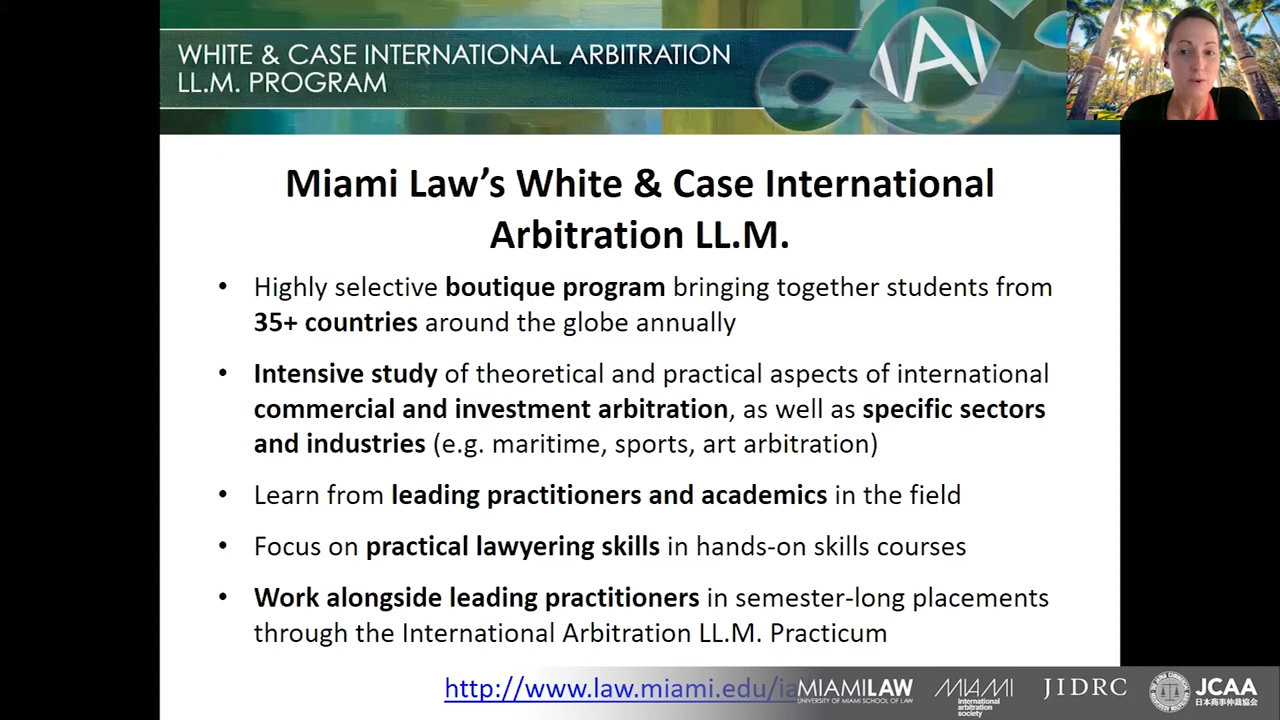 WHITE & CASE INTERNATIONAL ARBITRATION
LL.M. PROGRAM
IAI
Miami Law’s White & Case International
Arbitration LL.M.
• Highly selective boutique program bringing together students from
35+ countries around the globe annually
• Intensive study of theoretical and practical aspects of international
commercial and investment arbitration, as well as specific sectors
and industries (e.g. maritime, sports, art arbitration)
• Learn from leading practitioners and academics in the field
• Focus on practical lawyering skills in hands-on skills courses
• Work alongside leading practitioners in semester-long placements
through the International Arbitration LL.M. Practicum
http://www.law.miami.edu/ia
MIAMILAW
UNIVERSITY OF MIAMI SCHOOL OF LAW
MIAMI
international
arbitration
society
JIDRC
JCAA
日本商事仲裁協会